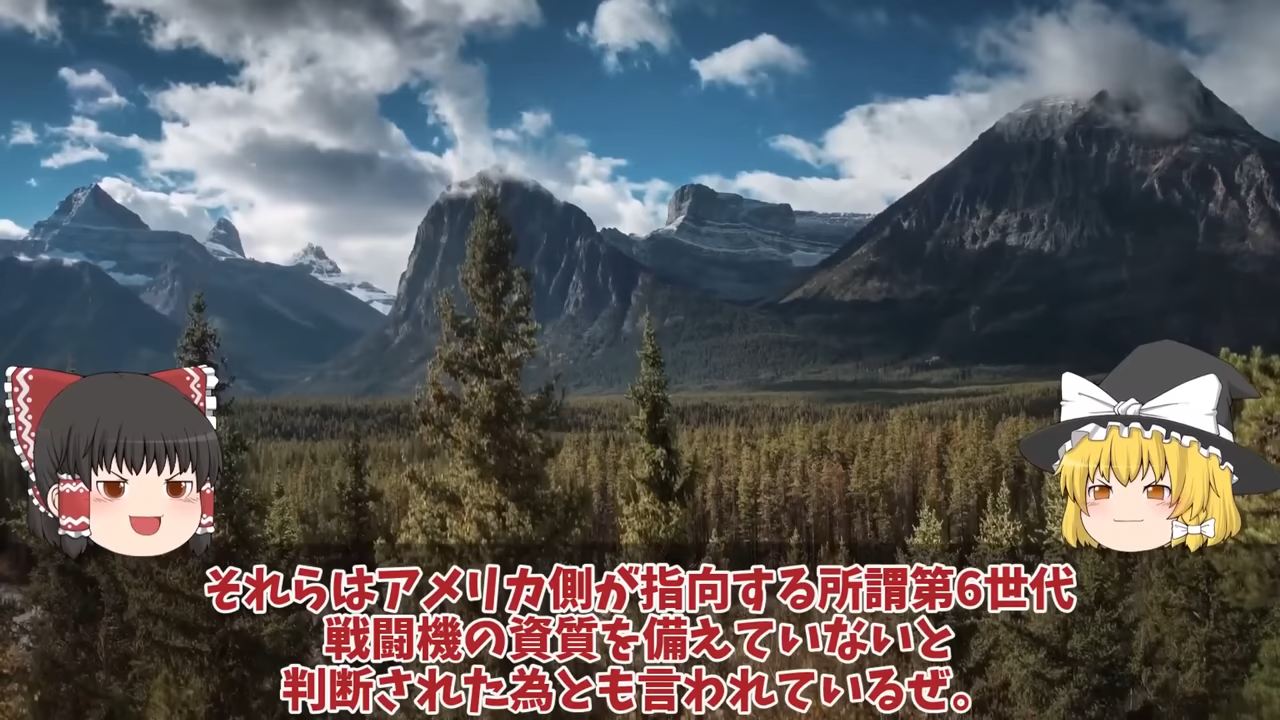 それらはアメリカ側が指向する所謂第6世代
戦闘機の資質を備えていないと
判断された為とも言われているぜ。